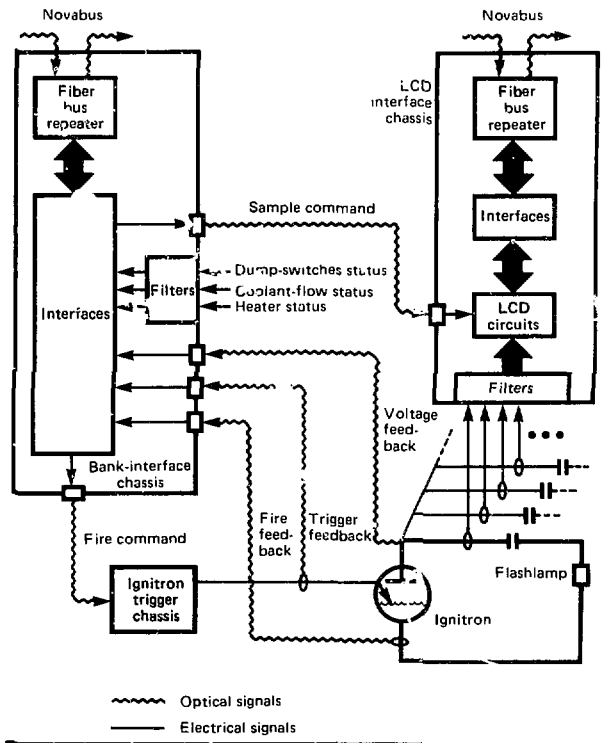 Novabus
Fiber
bus
repeater
Interfaces
Filters
Sample command
Dump-switches status
Coolant-flow status
Heater status
Bank-interface
chassis
Fire command
Ignitron
trigger
chassis
Fire
feed-
back
Trigger
feedback
Voltage
feed-
back
Novabus
LCD
interface
chassis
Fiber
bus
repeater
Interfaces
LCD
circuits
Filters
Flashlamp
Ignitron
Optical signals
Electrical signals